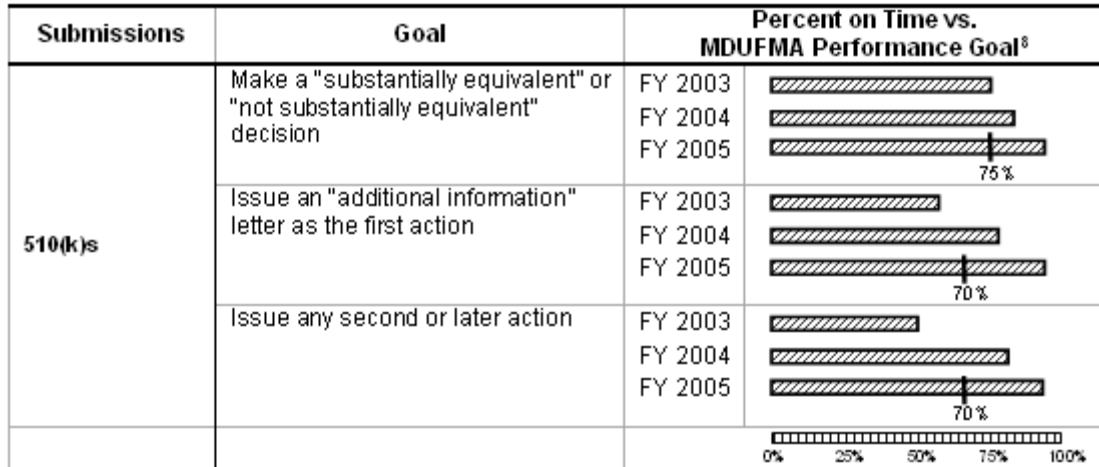 Submissions
Goal
Percent on Time vs.
MDUFMA Performance Goal⁸
510(k)s
Make a "substantially equivalent" or
"not substantially equivalent"
decision
FY 2003
FY 2004
FY 2005
75%
Issue an "additional information"
letter as the first action
FY 2003
FY 2004
FY 2005
70%
Issue any second or later action
FY 2003
FY 2004
FY 2005
70%
0% 25% 50% 75% 100%